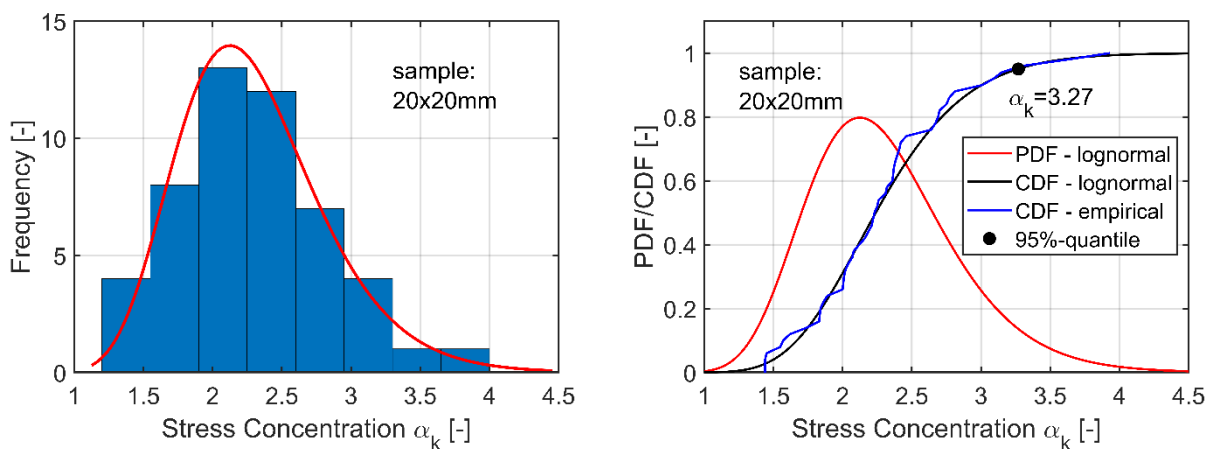 15
10
5
0
Frequency [-]
sample:
20x20mm
1 1.5 2 2.5 3 3.5 4 4.5
Stress Concentration α_k [-]
1
0.8
0.6
0.4
0.2
0
PDF/CDF [-]
sample:
20x20mm
α_k=3.27
PDF - lognormal
CDF - lognormal
CDF - empirical
95%-quantile
1 1.5 2 2.5 3 3.5 4 4.5
Stress Concentration α_k [-]